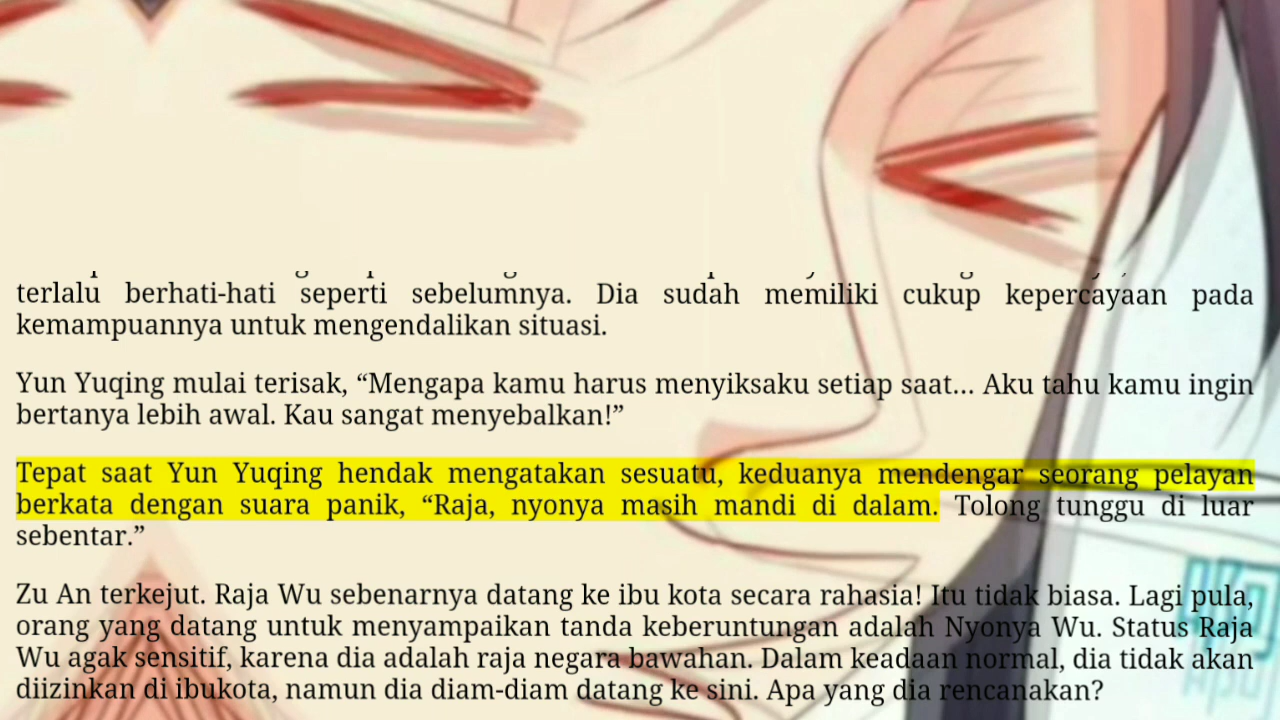 terlalu berhati-hati seperti sebelumnya. Dia sudah memiliki cukup kepercayaan pada
kemampuannya untuk mengendalikan situasi.
Yun Yuqing mulai terisak, “Mengapa kamu harus menyiksaku setiap saat... Aku tahu kamu ingin
bertanya lebih awal. Kau sangat menyebalkan!”
Tepat saat Yun Yuqing hendak mengatakan sesuatu, keduanya mendengar seorang pelayan
berkata dengan suara panik, “Raja, nyonya masih mandi di dalam. Tolong tunggu di luar
sebentar.”
Zu An terkejut. Raja Wu sebenarnya datang ke ibu kota secara rahasia! Itu tidak biasa. Lagi pula,
orang yang datang untuk menyampaikan tanda keberuntungan adalah Nyonya Wu. Status Raja
Wu agak sensitif, karena dia adalah raja negara bawahan. Dalam keadaan normal, dia tidak akan
diizinkan di ibukota, namun dia diam-diam datang ke sini. Apa yang dia rencanakan?